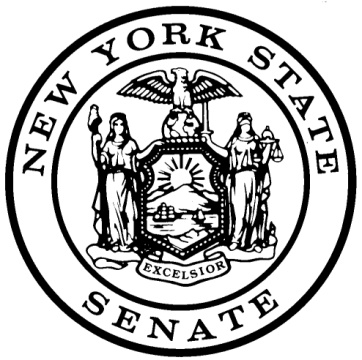 NEW YORK STATE
EXCELSIOR
SENATE